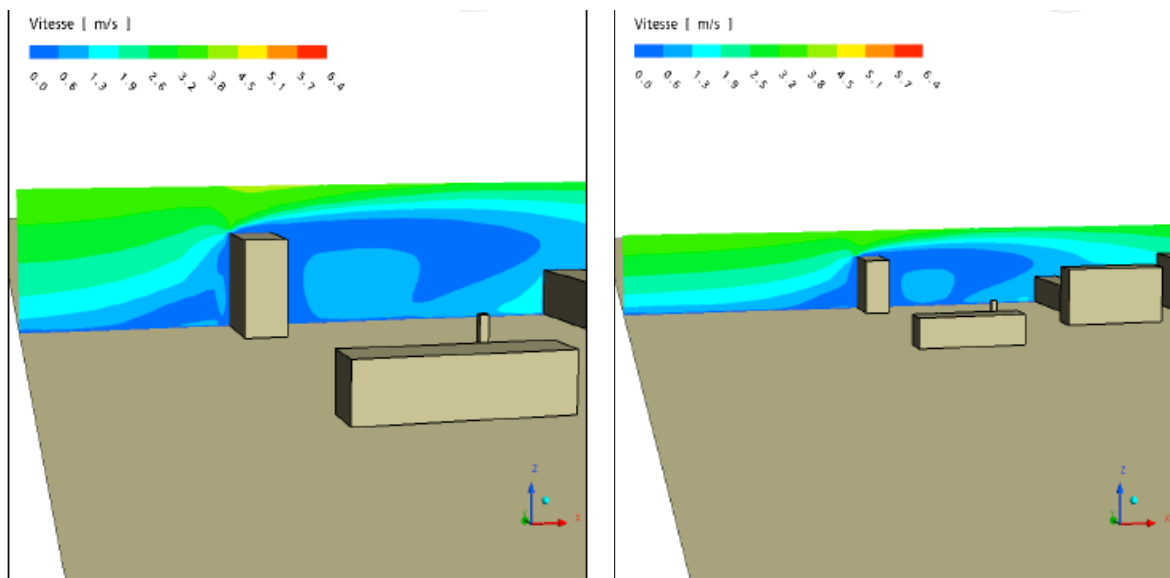 Vitesse [ m/s ]
0.0 0.6 1.3 1.9 2.6 3.2 3.8 4.5 5.1 5.7 6.4
Z
Y X
Vitesse [ m/s ]
0.0 0.6 1.3 1.9 2.5 3.2 3.8 4.5 5.1 5.7 6.4
Z
Y X